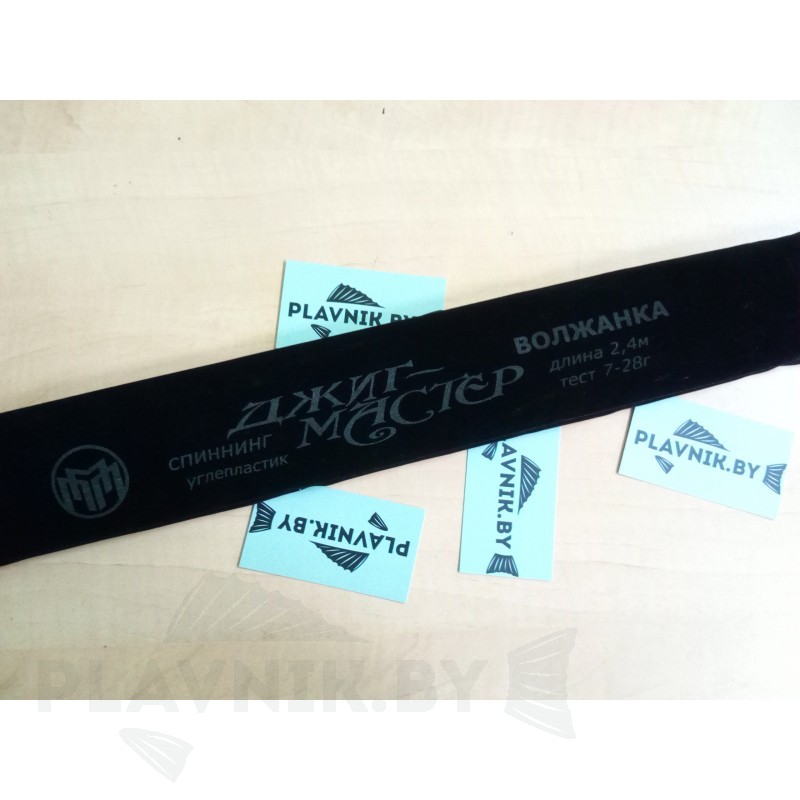 PLAVNIK.BY
ВОЛЖАНКА
длина 2,4м
тест 7-28г
ДЖИГ-
МАСТЕР
СПИННИНГ
углепластик
PLAVNIK.BY
PLAVNIK.BY
PLAVNIK.BY
PLAVNIK.BY